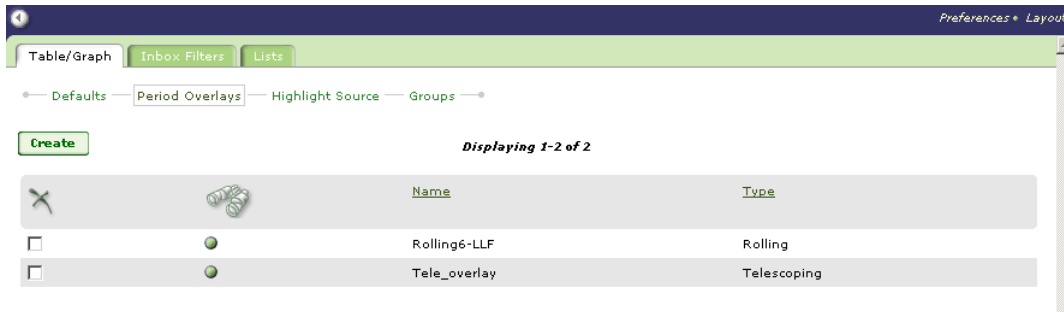 Preferences • Layout
Table/Graph Inbox Filters Lists
Defaults Period Overlays Highlight Source Groups
Create Displaying 1-2 of 2
Name Type
Rolling6-LLF Rolling
Tele_overlay Telescoping